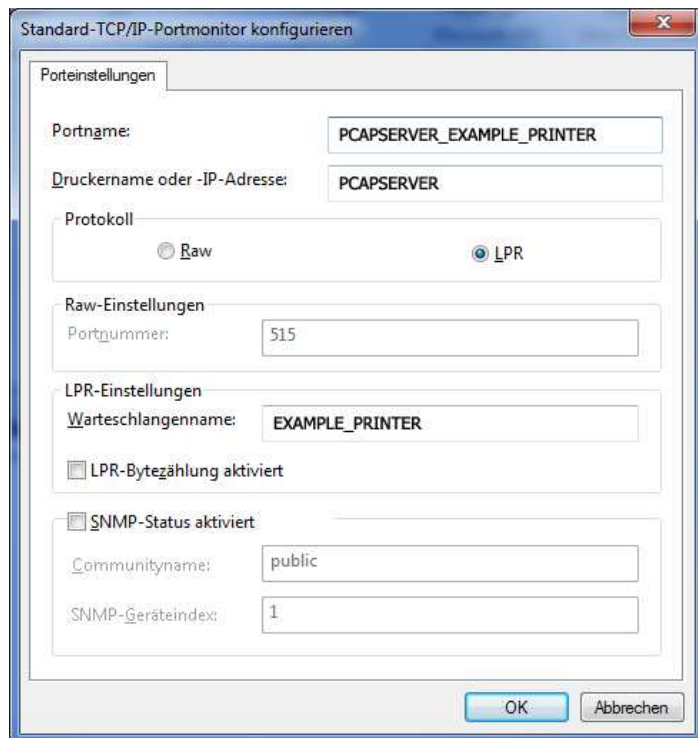 Standard-TCP/IP-Portmonitor konfigurieren
Porteinstellungen
Portname: PCAPSERVER_EXAMPLE_PRINTER
Druckername oder -IP-Adresse: PCAPSERVER
Protokoll
Raw LPR
Raw-Einstellungen
Portnummer: 515
LPR-Einstellungen
Warteschlangenname: EXAMPLE_PRINTER
LPR-Bytezählung aktiviert
SNMP-Status aktiviert
Communityname: public
SNMP-Geräteindex: 1
OK Abbrechen